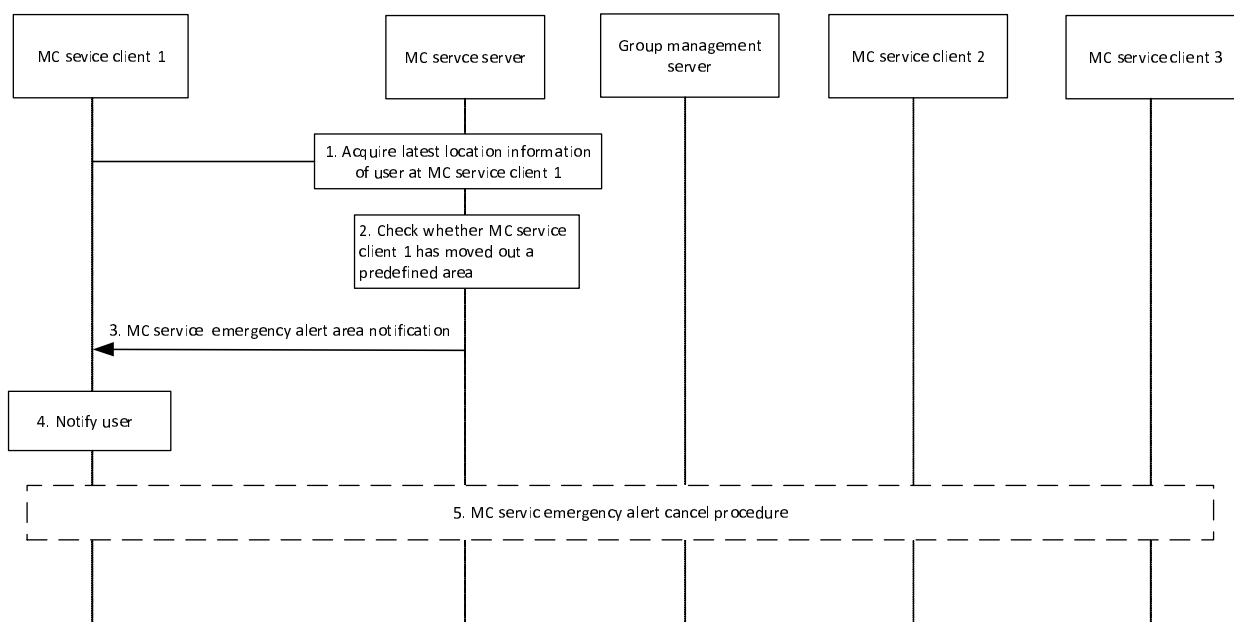 MC sevice client 1
MC servce server
Group management
server
MC service client 2
MC service client 3
1. Acquire latest location information
of user at MC service client 1
2. Check whether MC service
client 1 has moved out a
predefined area
3. MC service emergency alert area notification
4. Notify user
5. MC servic emergency alert cancel procedure